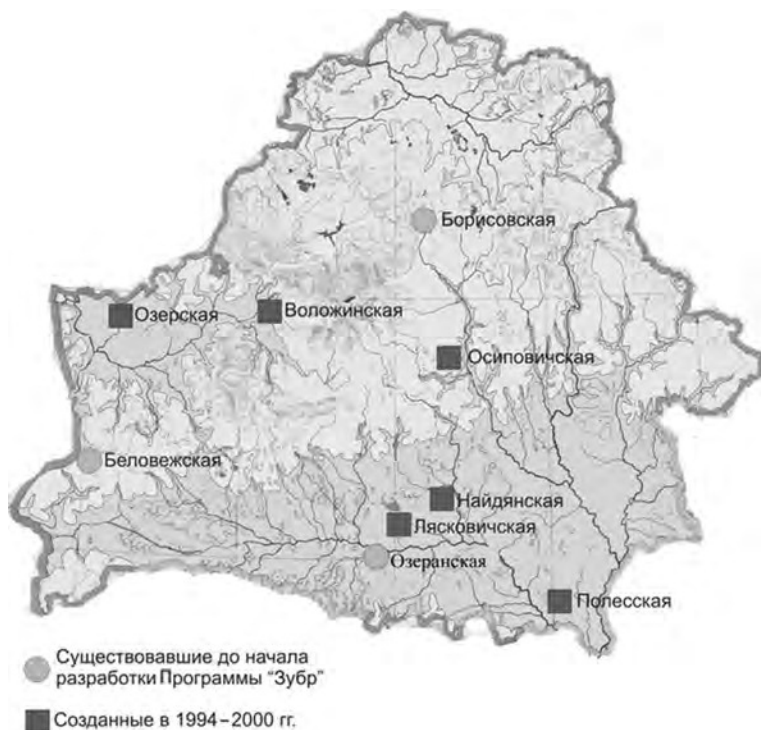 Борисовская
Озерская
Воложинская
Осиповичская
Беловежская
Найдянская
Лясковичская
Озеранская
Полесская
Существовавшие до начала
разработки Программы "Зубр"
Созданные в 1994–2000 гг.